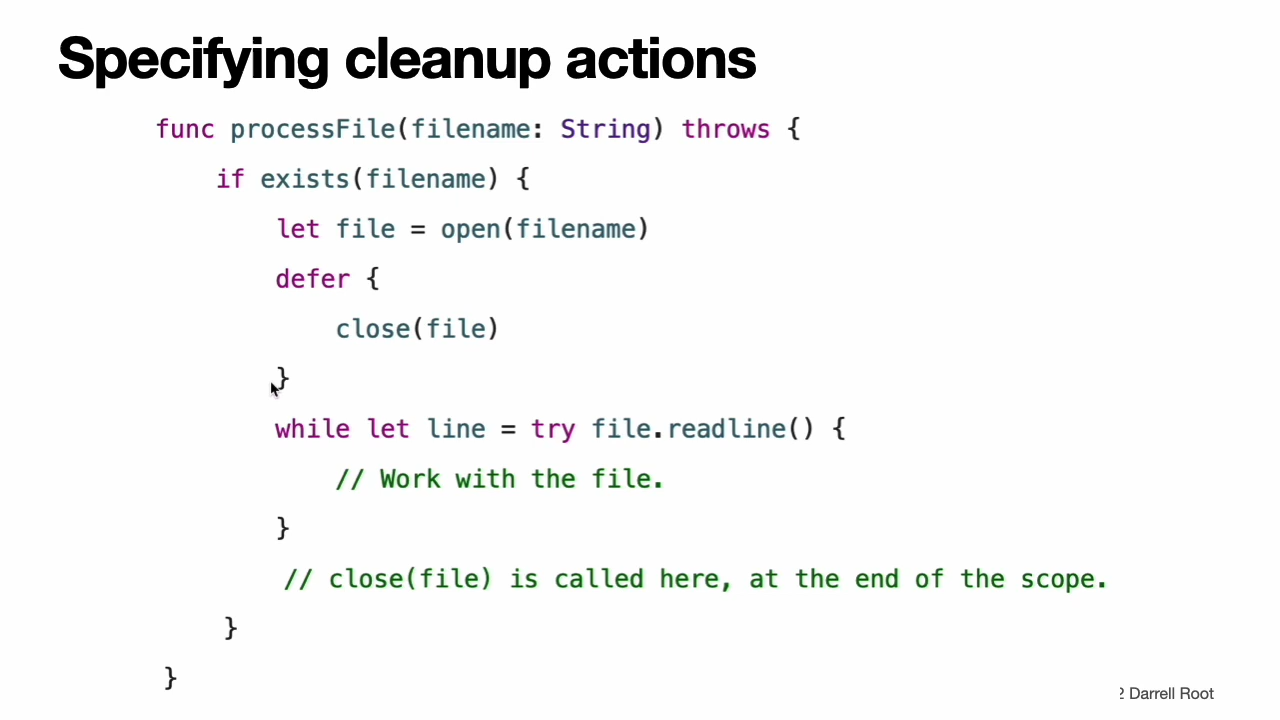 Specifying cleanup actions
func processFile(filename: String) throws {
if exists(filename) {
let file = open(filename)
defer {
close(file)
}
while let line = try file.readline() {
// Work with the file.
}
// close(file) is called here, at the end of the scope.
}
}
2 Darrell Root